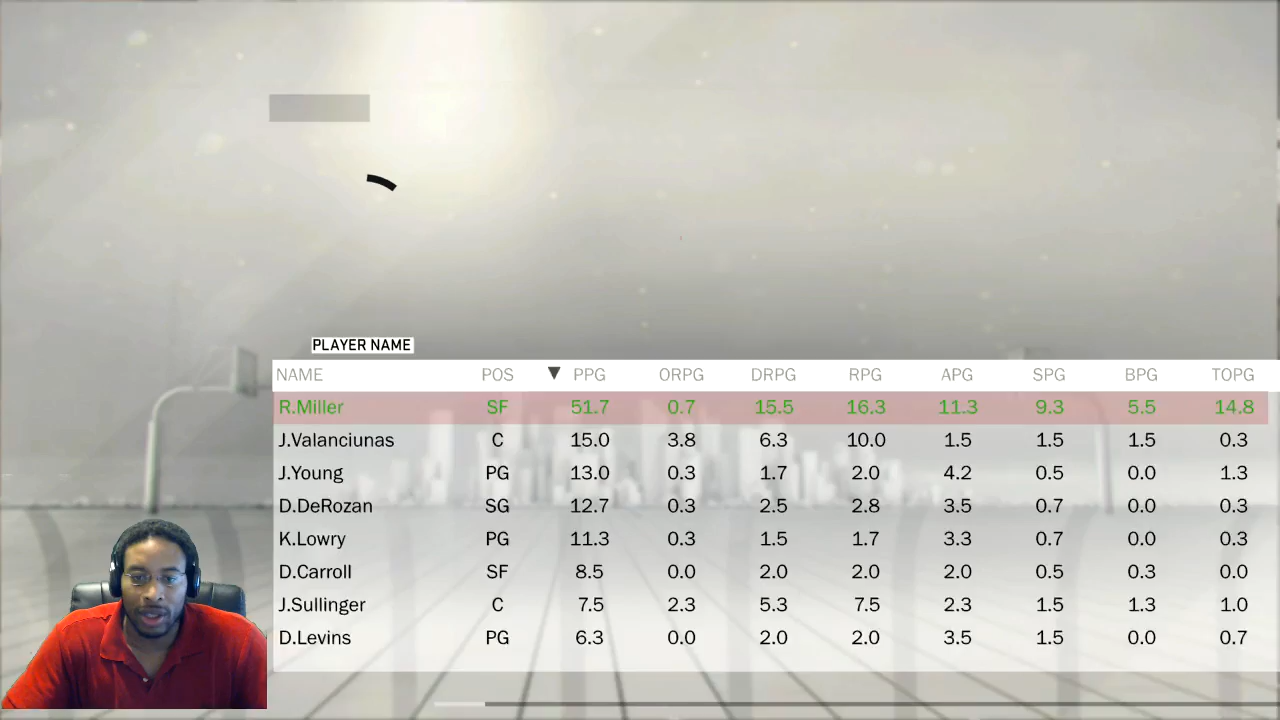 PLAYER NAME
NAME POS ▼ PPG ORPG DRPG RPG APG SPG BPG TOPG
R.Miller SF 51.7 0.7 15.5 16.3 11.3 9.3 5.5 14.8
J.Valanciunas C 15.0 3.8 6.3 10.0 1.5 1.5 1.5 0.3
J.Young PG 13.0 0.3 1.7 2.0 4.2 0.5 0.0 1.3
D.DeRozan SG 12.7 0.3 2.5 2.8 3.5 0.7 0.0 0.3
K.Lowry PG 11.3 0.3 1.5 1.7 3.3 0.7 0.0 0.3
D.Carroll SF 8.5 0.0 2.0 2.0 2.0 0.5 0.3 0.0
J.Sullinger C 7.5 2.3 5.3 7.5 2.3 1.5 1.3 1.0
D.Levins PG 6.3 0.0 2.0 2.0 3.5 1.5 0.0 0.7